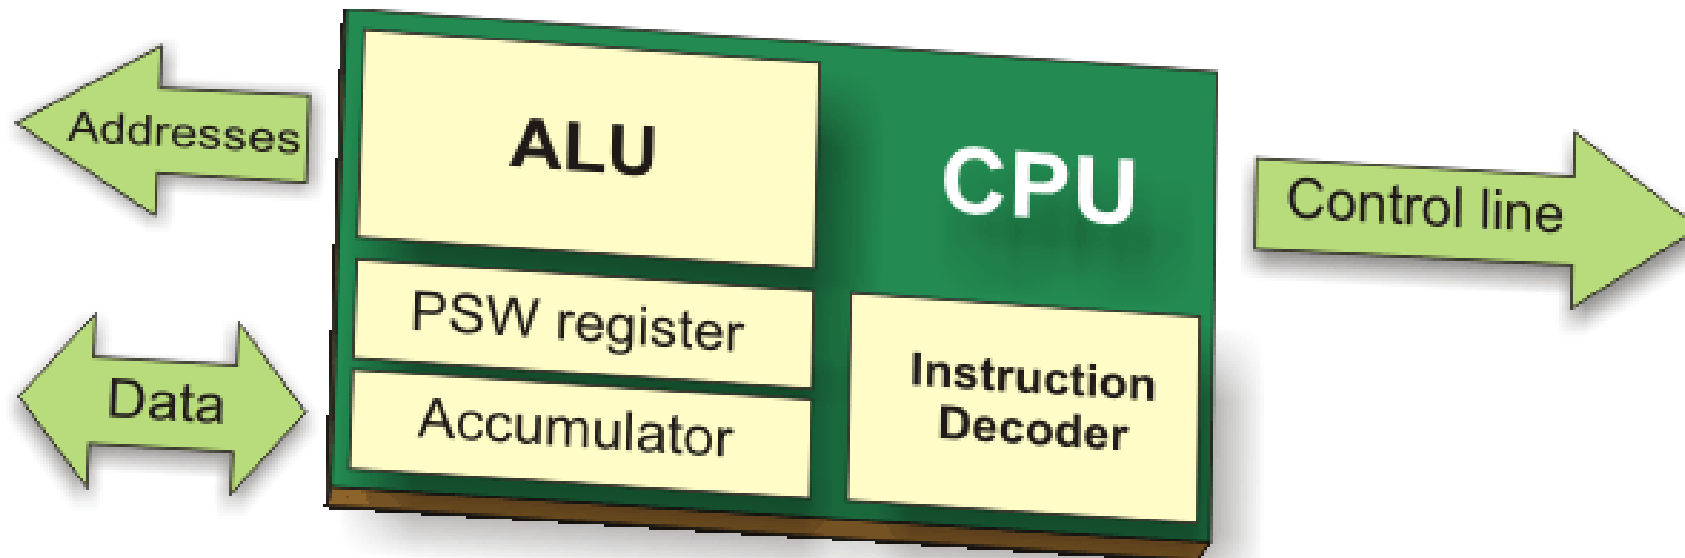 Addresses
ALU
CPU
Control line
PSW register
Data
Accumulator
Instruction
Decoder